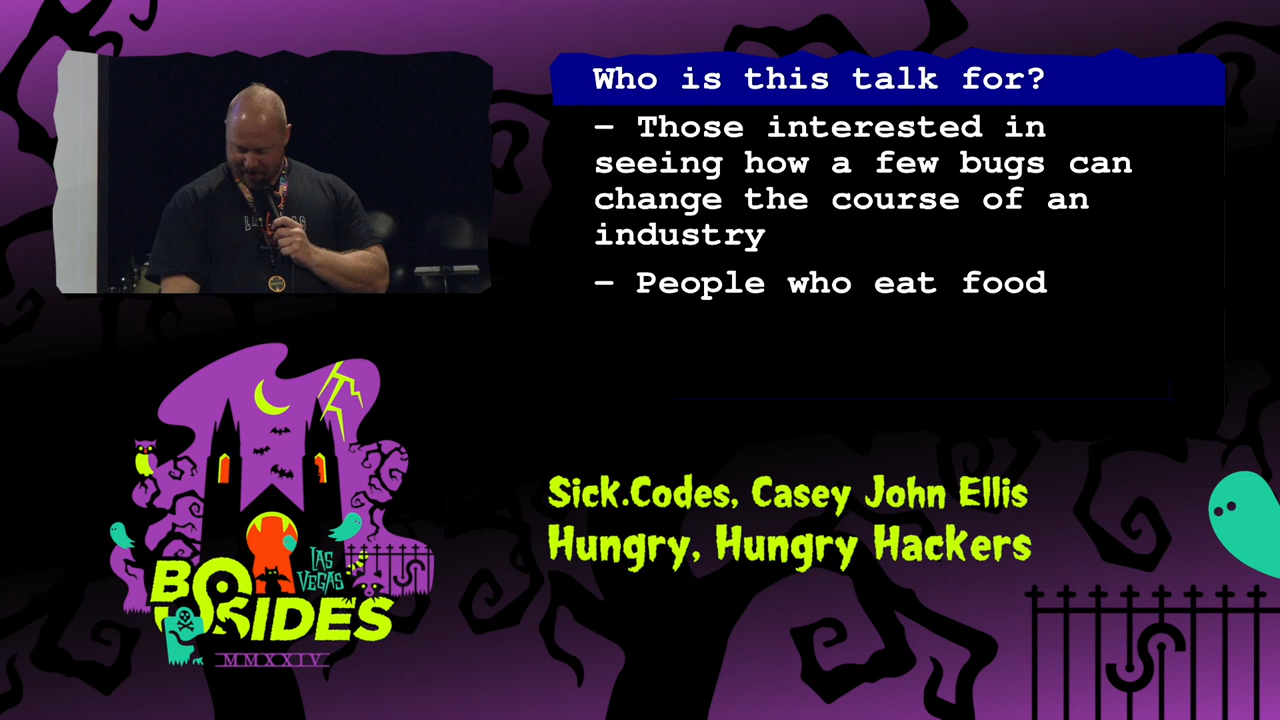 Who is this talk for?
– Those interested in
seeing how a few bugs can
change the course of an
industry
– People who eat food
Sick.Codes, Casey John Ellis
Hungry, Hungry Hackers
LAS
VEGAS
BSIDES
MMXXIV